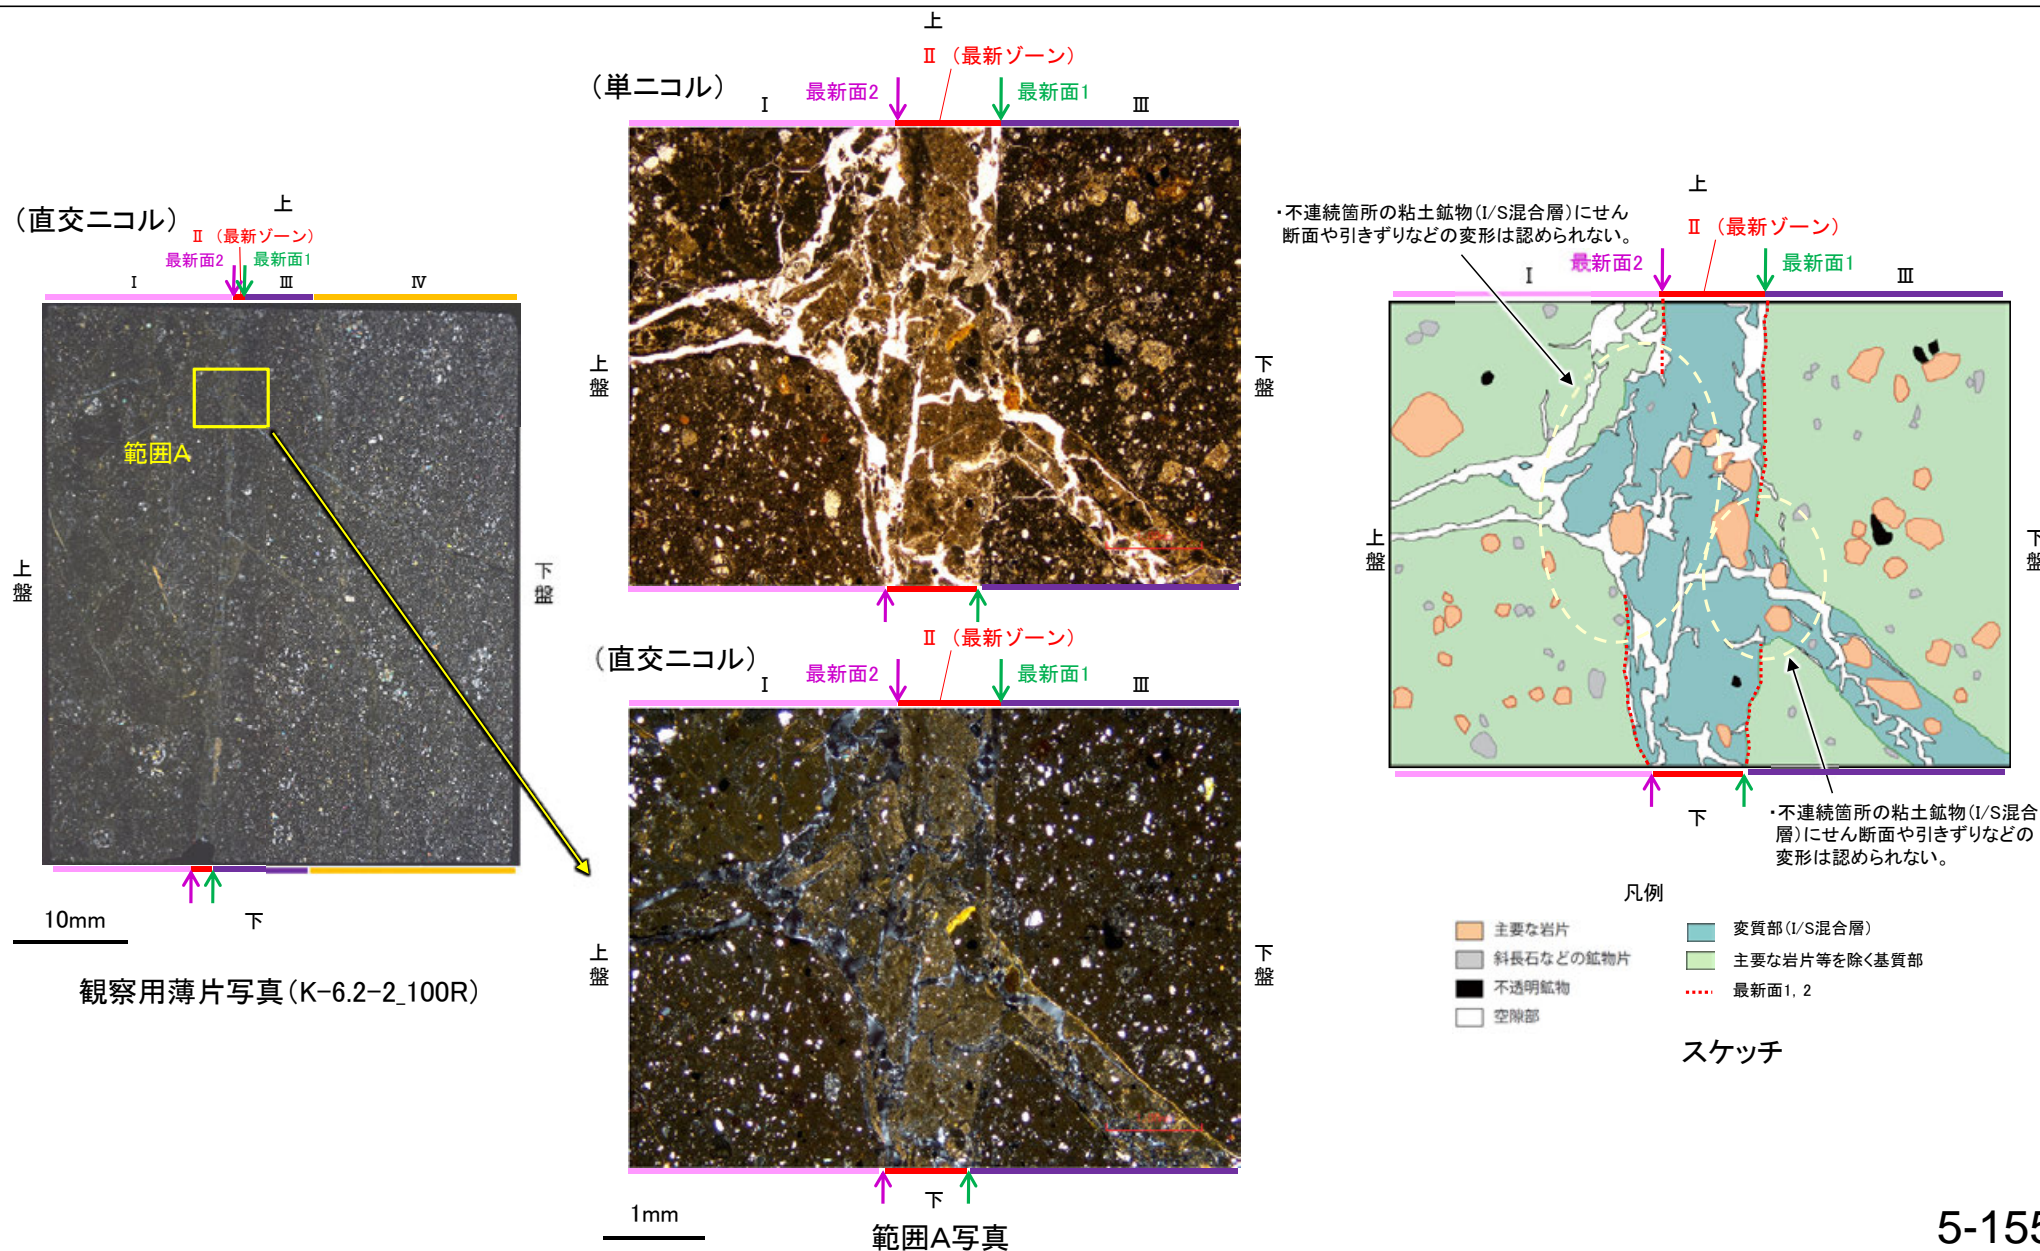 (直交ニコル)
上
Ⅱ (最新ゾーン)
最新面2
最新面1
Ⅰ
Ⅲ
Ⅳ
範囲A
上盤
下盤
下
10mm
観察用薄片写真(K-6.2-2_100R)
上
Ⅱ (最新ゾーン)
(単ニコル)
最新面2
最新面1
Ⅰ
Ⅲ
上盤
下盤
Ⅱ (最新ゾーン)
(直交ニコル)
最新面2
最新面1
Ⅰ
Ⅲ
上盤
下盤
下
1mm
範囲A写真
上
・不連続箇所の粘土鉱物(I/S混合層)にせん
断面や引きずりなどの変形は認められない。
Ⅱ (最新ゾーン)
最新面2
最新面1
Ⅰ
Ⅲ
上盤
下盤
下
・不連続箇所の粘土鉱物(I/S混合
層)にせん断面や引きずりなどの
変形は認められない。
凡例
主要な岩片
斜長石などの鉱物片
不透明鉱物
空隙部
変質部(I/S混合層)
主要な岩片等を除く基質部
最新面1, 2
スケッチ
5-155